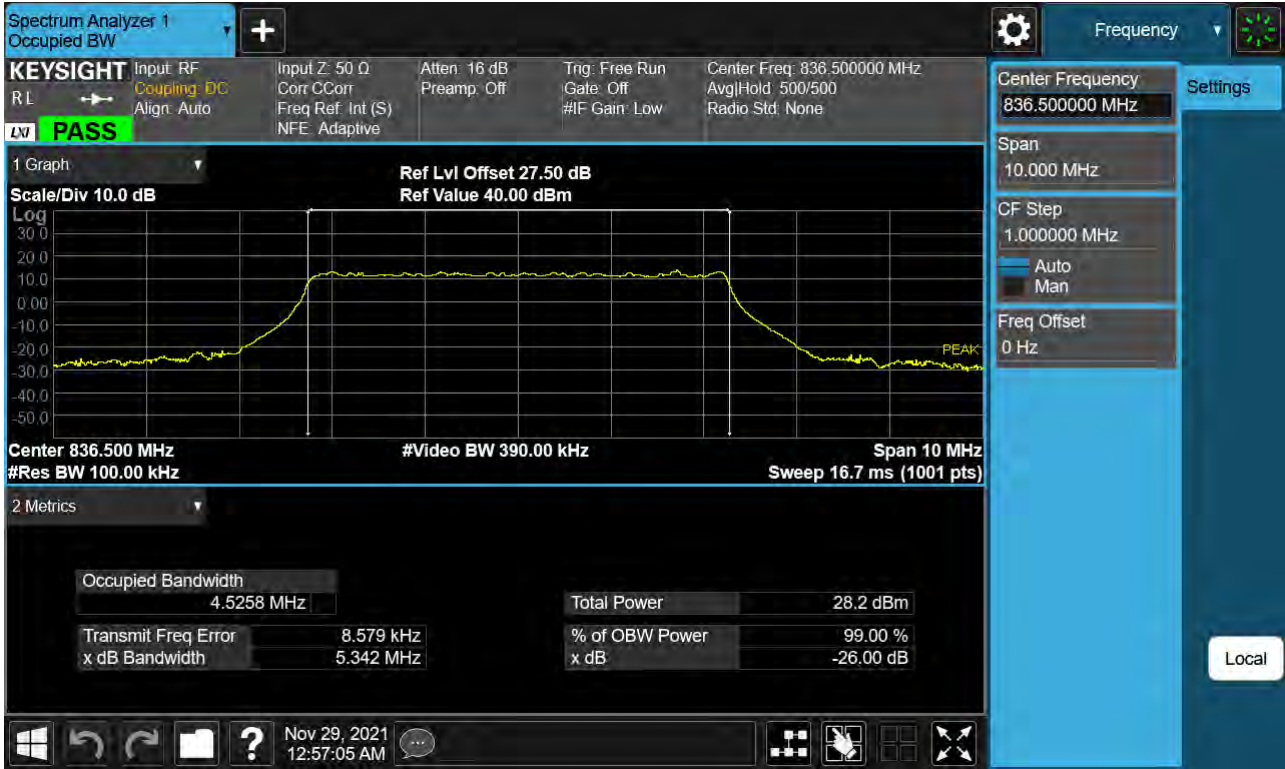 Spectrum Analyzer 1
Occupied BW
Frequency
KEYSIGHT
RL
LXI
PASS
Input: RF
Coupling: DC
Align: Auto
Input Z: 50 Ω
Corr CCorr
Freq Ref: Int (S)
NFE: Adaptive
Atten: 16 dB
Preamp: Off
Trig: Free Run
Gate: Off
#IF Gain: Low
Center Freq: 836.500000 MHz
Avg|Hold: 500/500
Radio Std: None
1 Graph
Scale/Div 10.0 dB
Ref Lvl Offset 27.50 dB
Ref Value 40.00 dBm
Log
30.0
20.0
10.0
0.00
-10.0
-20.0
-30.0
-40.0
-50.0
PEAK
Center 836.500 MHz
#Video BW 390.00 kHz
Span 10 MHz
#Res BW 100.00 kHz
Sweep 16.7 ms (1001 pts)
2 Metrics
Occupied Bandwidth
4.5258 MHz
Total Power 28.2 dBm
Transmit Freq Error 8.579 kHz
% of OBW Power 99.00 %
x dB Bandwidth 5.342 MHz
x dB -26.00 dB
Center Frequency
836.500000 MHz
Settings
Span
10.000 MHz
CF Step
1.000000 MHz
Auto
Man
Freq Offset
0 Hz
Local
?
Nov 29, 2021
12:57:05 AM